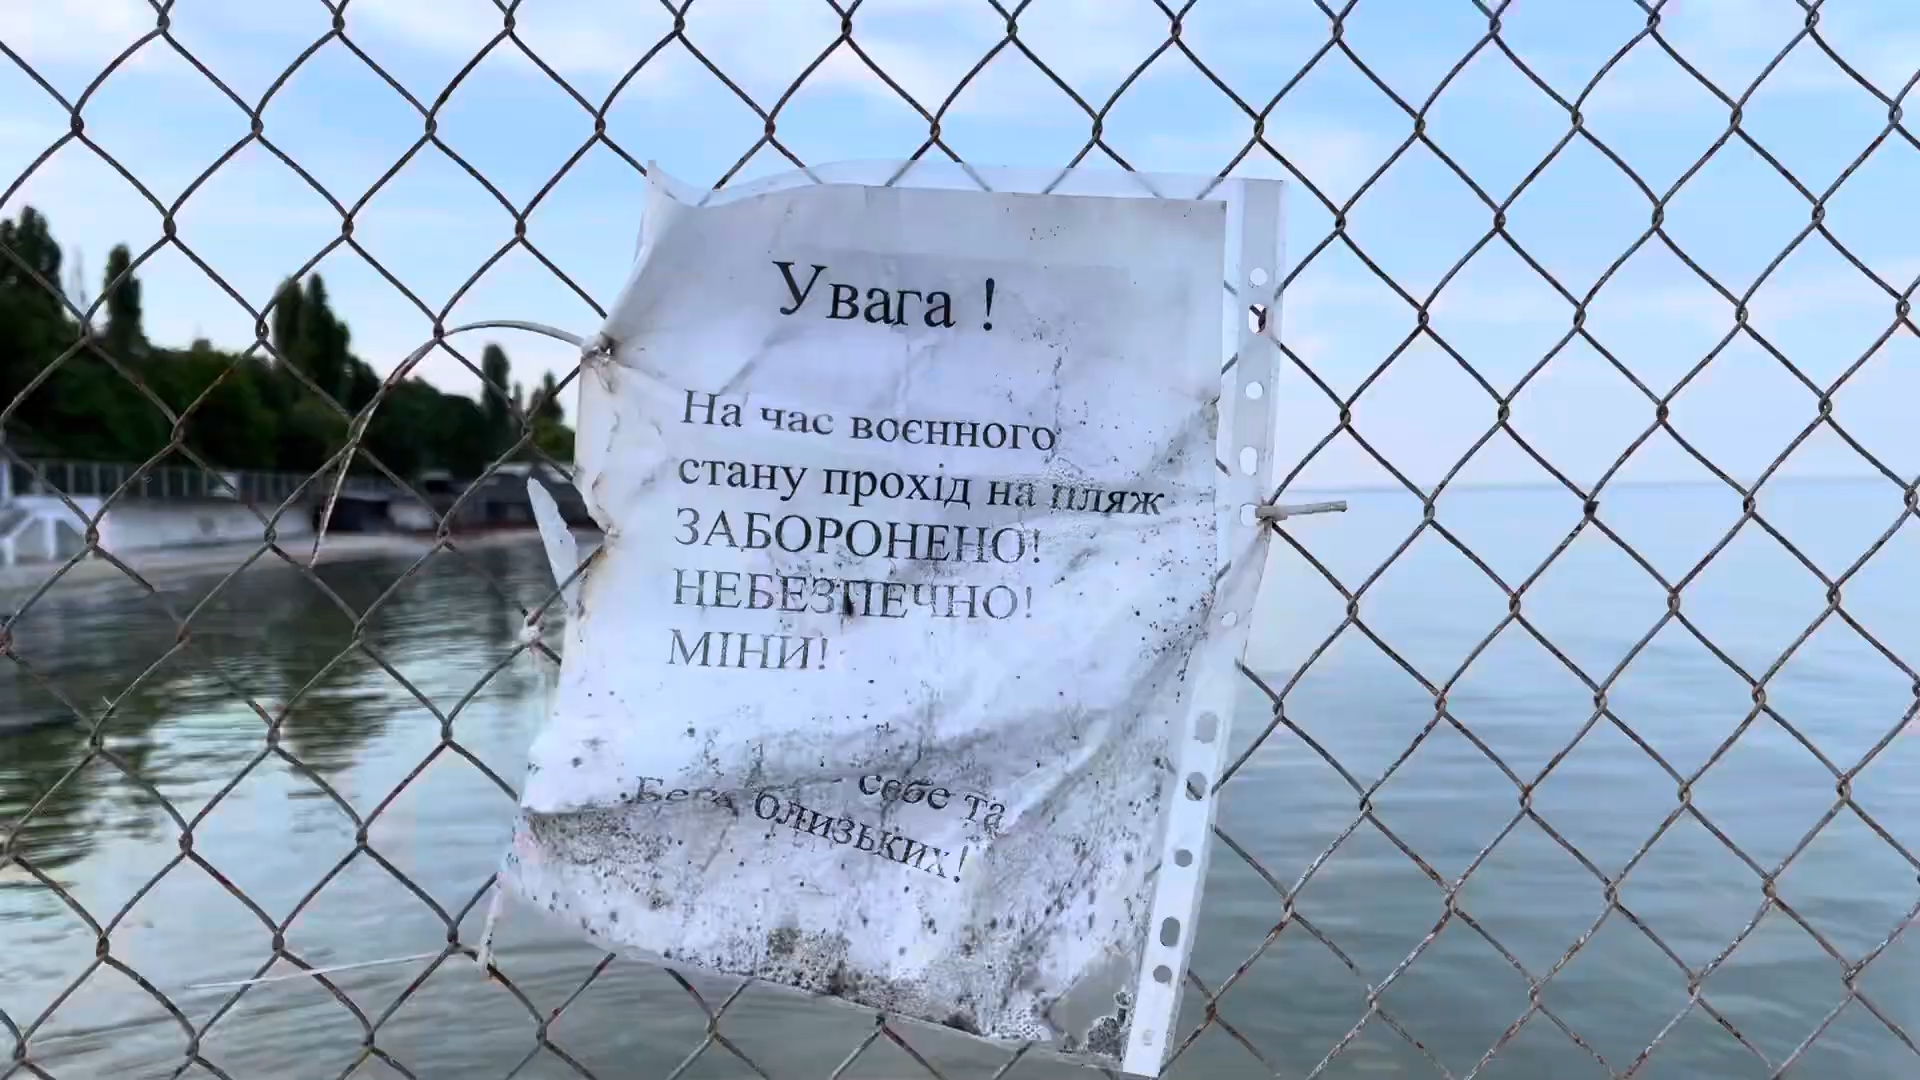 Увага !
На час воєнного
стану прохід на пляж
ЗАБОРОНЕНО!
НЕБЕЗПЕЧНО!
МІНИ!
себе та
близьких!